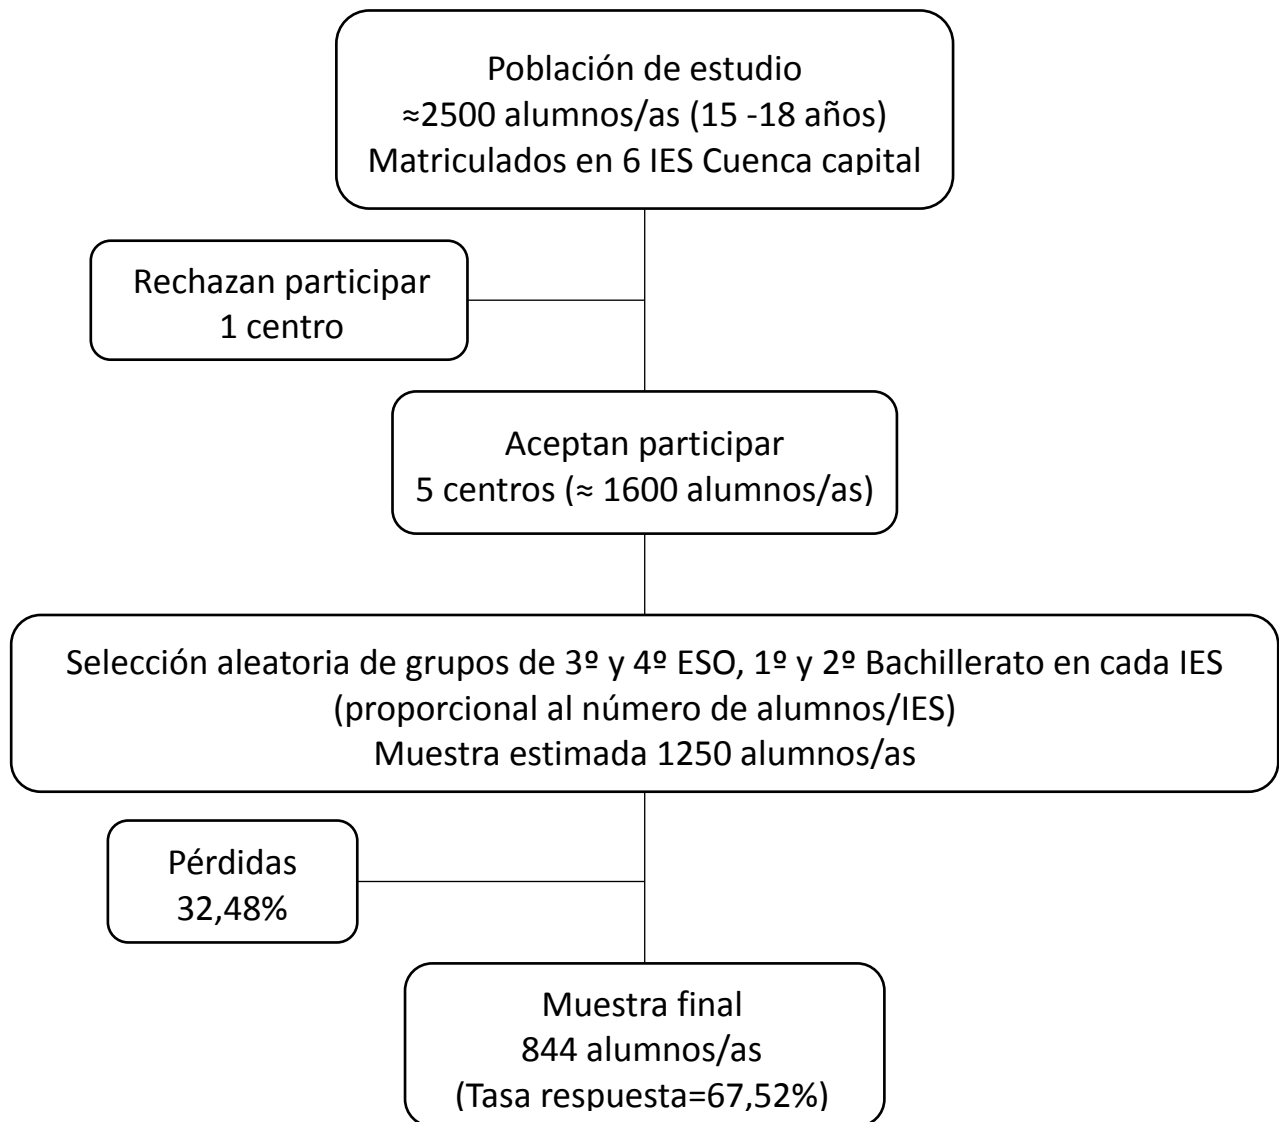 Población de estudio
≈2500 alumnos/as (15 -18 años)
Matriculados en 6 IES Cuenca capital
Rechazan participar
1 centro
Aceptan participar
5 centros (≈ 1600 alumnos/as)
Selección aleatoria de grupos de 3º y 4º ESO, 1º y 2º Bachillerato en cada IES
(proporcional al número de alumnos/IES)
Muestra estimada 1250 alumnos/as
Pérdidas
32,48%
Muestra final
844 alumnos/as
(Tasa respuesta=67,52%)